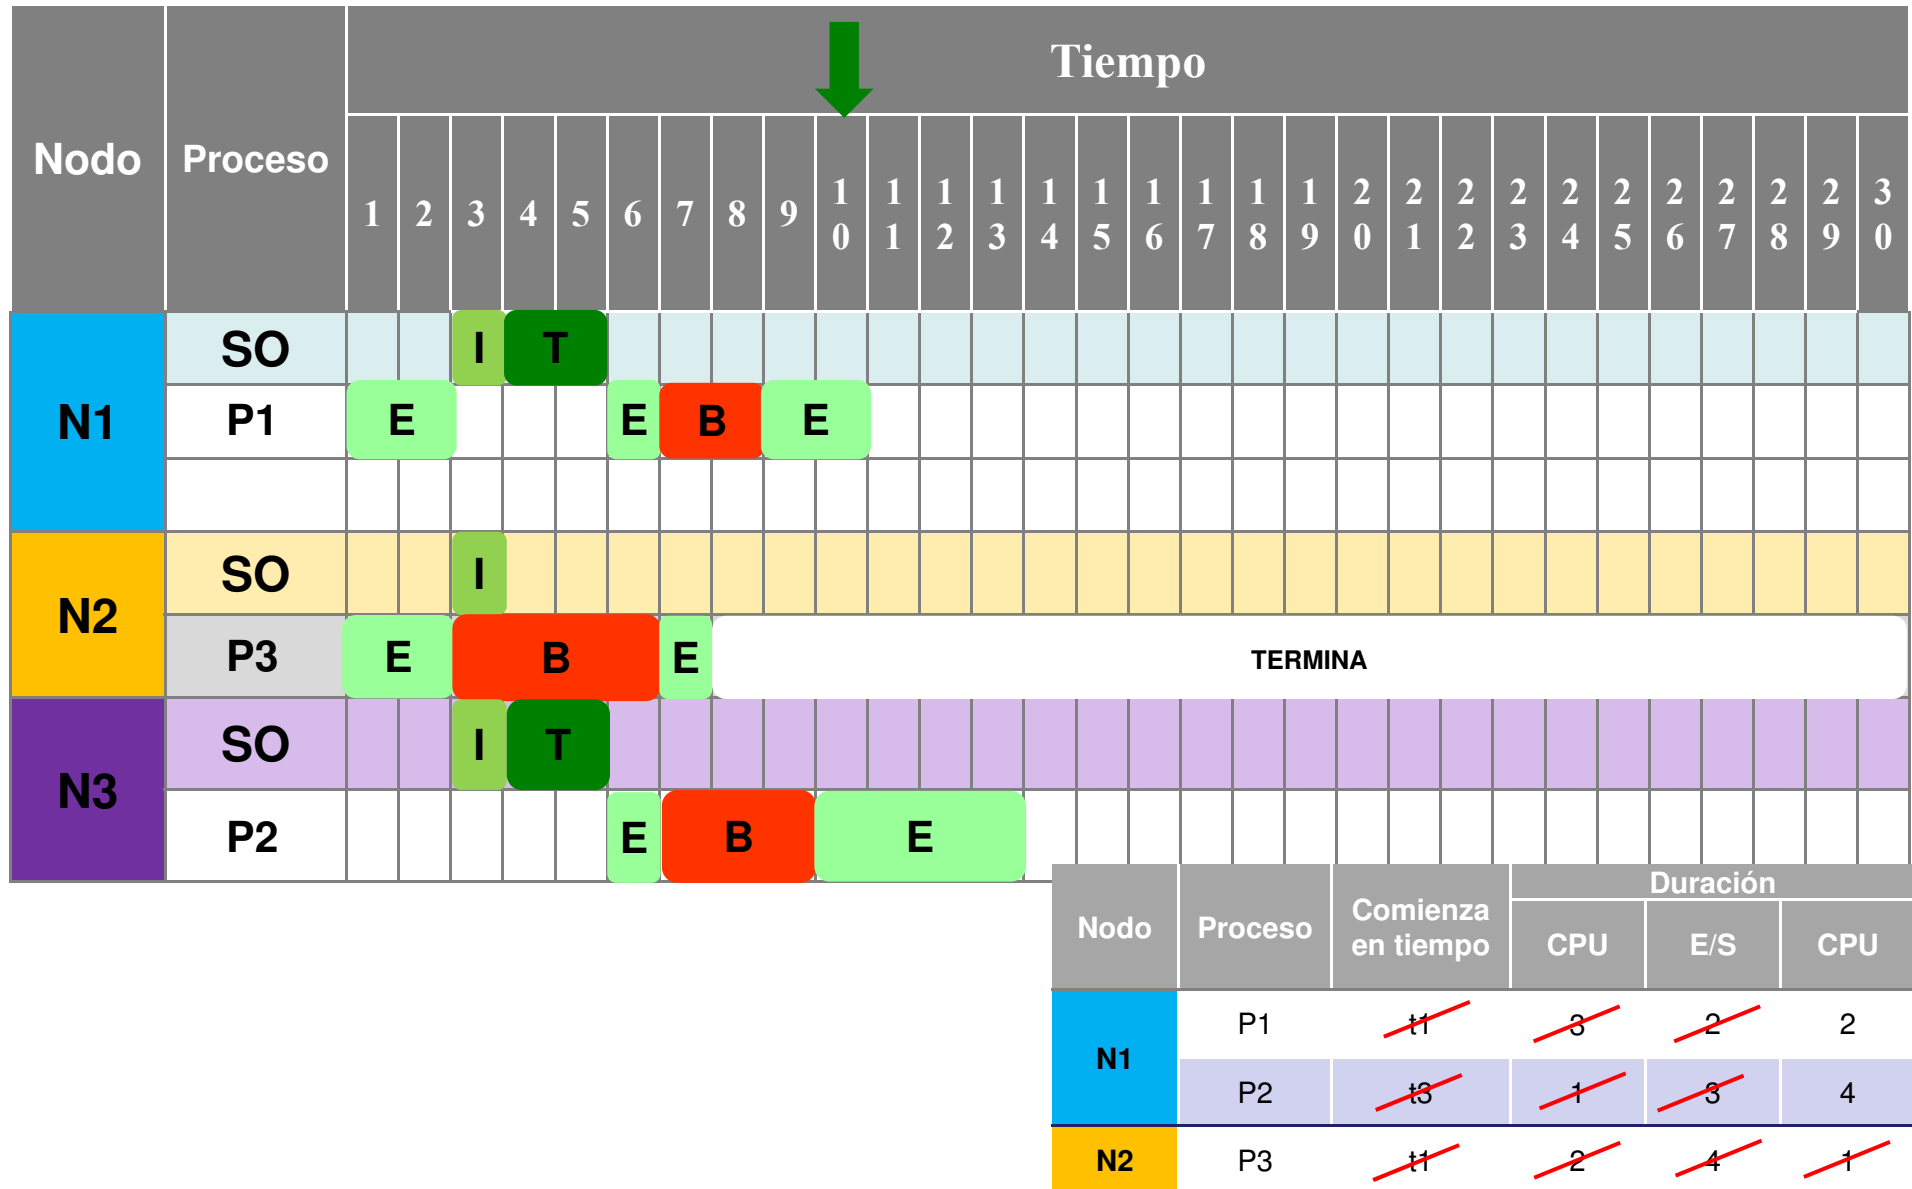 Tiempo
Nodo Proceso
1 2 3 4 5 6 7 8 9 10 11 12 13 14 15 16 17 18 19 20 21 22 23 24 25 26 27 28 29 30
N1
SO I T
P1 E E B E
N2
SO I
P3 E B E TERMINA
N3
SO I T
P2 E B E
Duración
Nodo Proceso Comienza
en tiempo CPU E/S CPU
N1
P1 t1 3 2 2
P2 t3 1 3 4
N2 P3 t1 2 4 1